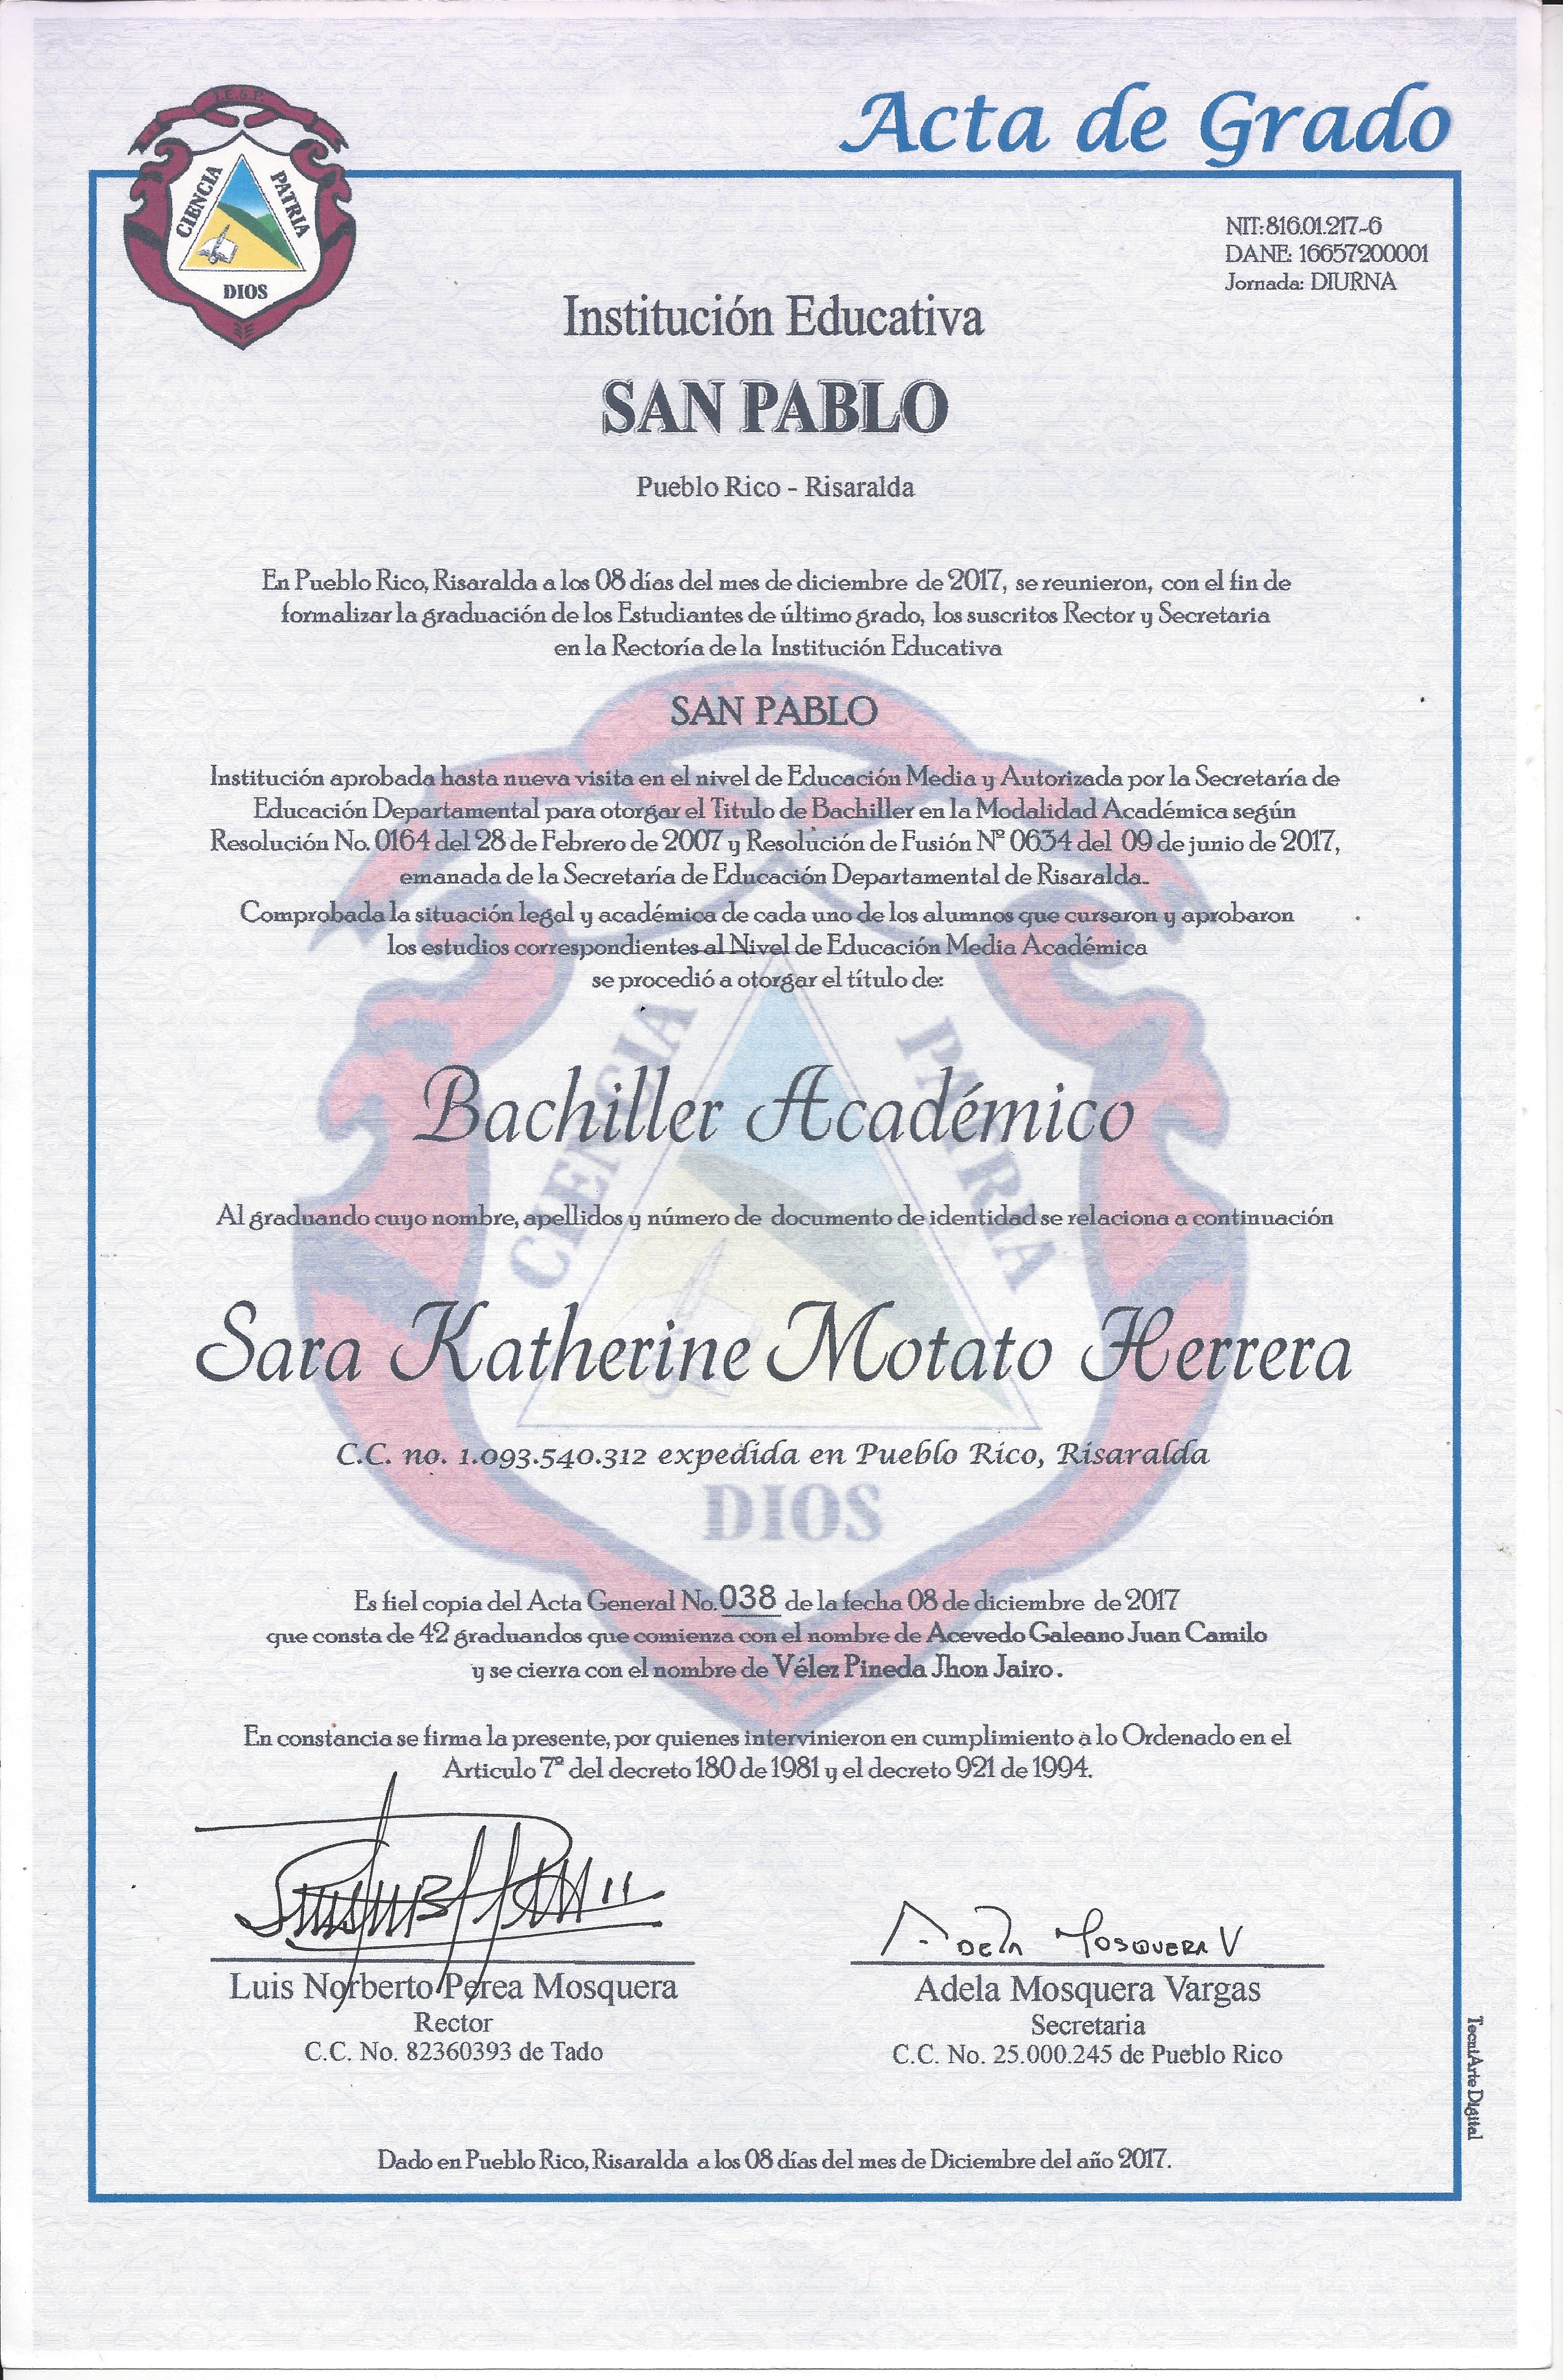 Acta de Grado
I.E.S.P.
CIENCIA
PATRIA
DIOS
NIT: 816.01.217-6
DANE: 16657200001
Jornada: DIURNA
Institución Educativa
SAN PABLO
Pueblo Rico - Risaralda
En Pueblo Rico, Risaralda a los 08 días del mes de diciembre de 2017, se reunieron, con el fin de
formalizar la graduación de los Estudiantes de último grado, los suscritos Rector y Secretaria
en la Rectoría de la Institución Educativa
SAN PABLO
Institución aprobada hasta nueva visita en el nivel de Educación Media y Autorizada por la Secretaría de
Educación Departamental para otorgar el Titulo de Bachiller en la Modalidad Académica según
Resolución No. 0164 del 28 de Febrero de 2007 y Resolución de Fusión Nº 0634 del 09 de junio de 2017,
emanada de la Secretaría de Educación Departamental de Risaralda.
Comprobada la situación legal y académica de cada uno de los alumnos que cursaron y aprobaron
los estudios correspondientes al Nivel de Educación Media Académica
se procedió a otorgar el título de:
CIENCIA
PATRIA
Bachiller Académico
Al graduando cuyo nombre, apellidos y número de documento de identidad se relaciona a continuación
Sara Katherine Motato Herrera
C.C. no. 1.093.540.312 expedida en Pueblo Rico, Risaralda
DIOS
Es fiel copia del Acta General No. 038 de la fecha 08 de diciembre de 2017
que consta de 42 graduandos que comienza con el nombre de Acevedo Galeano Juan Camilo
y se cierra con el nombre de Vélez Pineda Jhon Jairo.
En constancia se firma la presente, por quienes intervinieron en cumplimiento a lo Ordenado en el
Articulo 7º del decreto 180 de 1981 y el decreto 921 de 1994.
Adela Mosquera V
Luis Norberto Perea Mosquera
Rector
C.C. No. 82360393 de Tado
Adela Mosquera Vargas
Secretaria
C.C. No. 25.000.245 de Pueblo Rico
TecniArte Digital
Dado en Pueblo Rico, Risaralda a los 08 días del mes de Diciembre del año 2017.